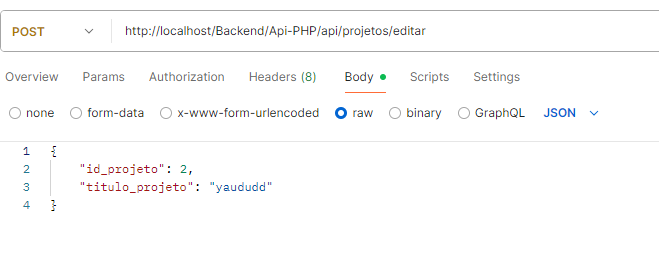 POST http://localhost/Backend/Api-PHP/api/projetos/editar
Overview Params Authorization Headers (8) Body Scripts Settings
none form-data x-www-form-urlencoded raw binary GraphQL JSON
1 {
2 "id_projeto": 2,
3 "titulo_projeto": "yaududd"
4 }